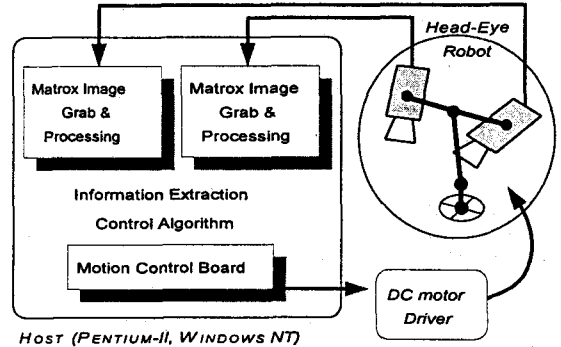 Head-Eye
Robot
Matrox Image
Grab &
Processing
Matrox Image
Grab &
Processing
Information Extraction
Control Algorithm
Motion Control Board
DC motor
Driver
HOST (PENTIUM-II, WINDOWS NT)